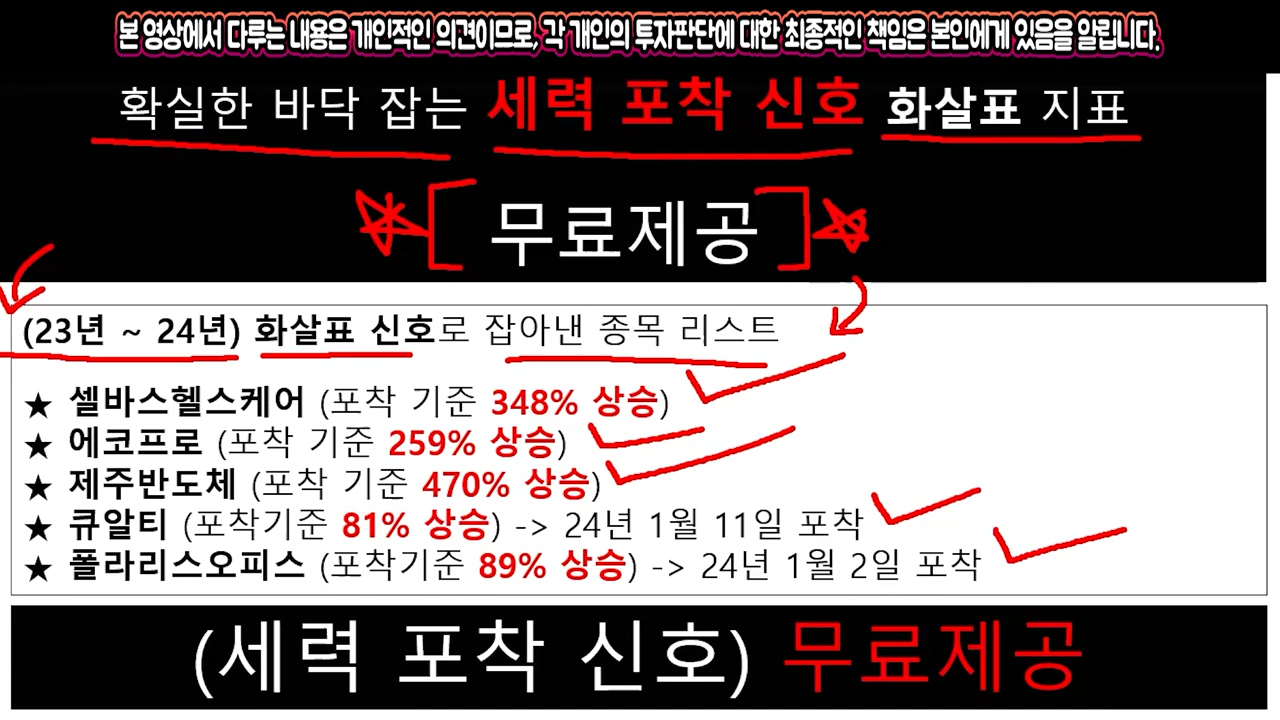 본 영상에서 다루는 내용은 개인적인 의견이므로, 각 개인의 투자판단에 대한 최종적인 책임은 본인에게 있음을 알립니다.
확실한 바닥 잡는 세력 포착 신호 화살표 지표
무료제공
(23년 ~ 24년) 화살표 신호로 잡아낸 종목 리스트
★ 셀바스헬스케어 (포착 기준 348% 상승)
★ 에코프로 (포착 기준 259% 상승)
★ 제주반도체 (포착 기준 470% 상승)
★ 큐알티 (포착기준 81% 상승) -> 24년 1월 11일 포착
★ 폴라리스오피스 (포착기준 89% 상승) -> 24년 1월 2일 포착
(세력 포착 신호) 무료제공